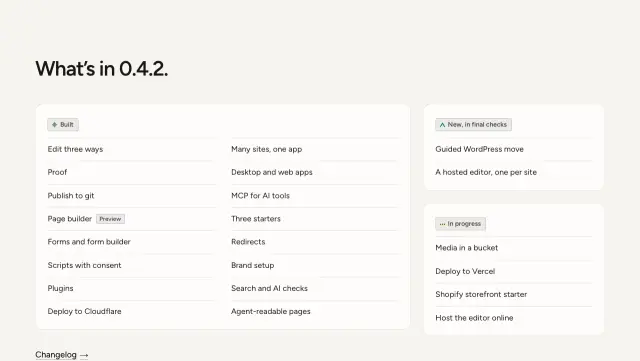 What's in 0.4.2.
Built
Edit three ways
Proof
Publish to git
Page builder Preview
Forms and form builder
Scripts with consent
Plugins
Deploy to Cloudflare
Many sites, one app
Desktop and web apps
MCP for AI tools
Three starters
Redirects
Brand setup
Search and AI checks
Agent-readable pages
New, in final checks
Guided WordPress move
A hosted editor, one per site
In progress
Media in a bucket
Deploy to Vercel
Shopify storefront starter
Host the editor online
Changelog →